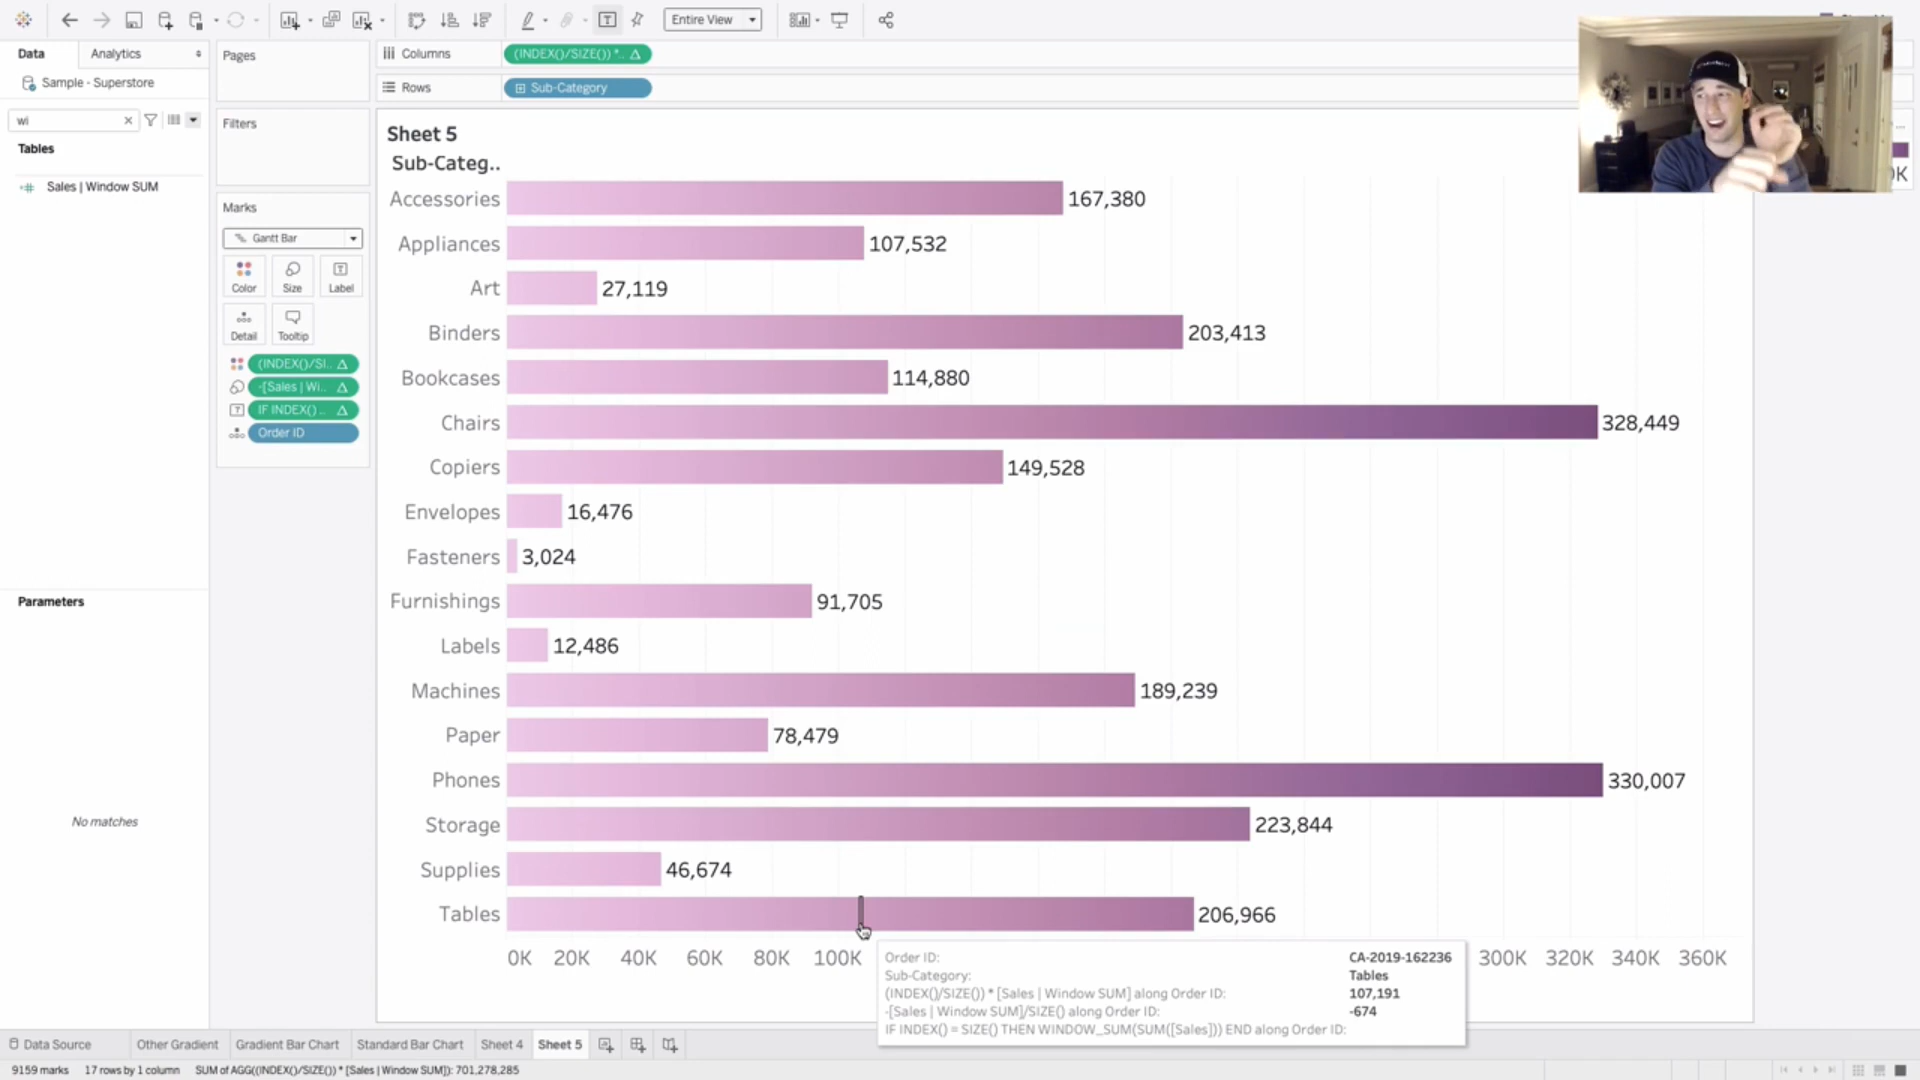 Entire View
Data
Analytics
Pages
Columns
(INDEX()/SIZE()) *..
Sample - Superstore
Rows
Sub-Category
wi
Filters
Tables
Sales | Window SUM
Marks
Gantt Bar
Color
Size
Label
Detail
Tooltip
(INDEX()/SI..
-[Sales | Wi..
IF INDEX() ..
Order ID
Parameters
No matches
Sheet 5
Sub-Categ..
Accessories 167,380
Appliances 107,532
Art 27,119
Binders 203,413
Bookcases 114,880
Chairs 328,449
Copiers 149,528
Envelopes 16,476
Fasteners 3,024
Furnishings 91,705
Labels 12,486
Machines 189,239
Paper 78,479
Phones 330,007
Storage 223,844
Supplies 46,674
Tables 206,966
0K 20K 40K 60K 80K 100K 300K 320K 340K 360K
Order ID: CA-2019-162236
Sub-Category: Tables
(INDEX()/SIZE()) * [Sales | Window SUM] along Order ID: 107,191
-[Sales | Window SUM]/SIZE() along Order ID: -674
IF INDEX() = SIZE() THEN WINDOW_SUM(SUM([Sales])) END along Order ID:
Data Source
Other Gradient
Gradient Bar Chart
Standard Bar Chart
Sheet 4
Sheet 5
9159 marks 17 rows by 1 column SUM of AGG((INDEX()/SIZE()) * [Sales | Window SUM]): 701,278,285